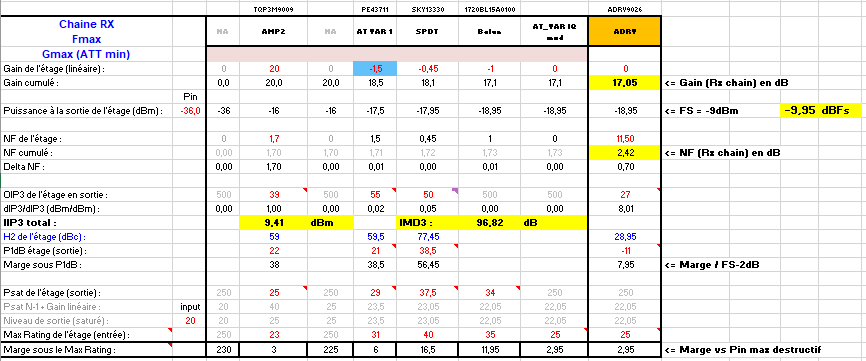 TQP3M9009 PE43711 SKY13330 1720BL15A0100 ADRV9026
Chaine RX
Fmax
Gmax (ATT min)
NA AMP2 NA AT VAR 1 SPDT Balun AT_VAR IQ mod ADRV
Gain de l'étage (linéaire) : 0 20 0 -1,5 -0,45 -1 0 0
Gain cumulé : 0,0 20,0 20,0 18,5 18,1 17,1 17,1 17,05 <= Gain (Rx chain) en dB
Pin
Puissance à la sortie de l'étage (dBm) : -36,0 -36 -16 -16 -17,5 -17,95 -18,95 -18,95 -18,95 <= FS = -9dBm -9,95 dBFs
NF de l'étage : 0 1,7 0 1,5 0,45 1 0 11,50
NF cumulé : 0,00 1,70 1,70 1,71 1,72 1,73 1,73 2,42 <= NF (Rx chain) en dB
Delta NF : 0,00 1,70 0,00 0,01 0,00 0,01 0,00 0,70
OIP3 de l'étage en sortie : 500 39 500 55 50 500 500 27
dIP3/dIP3 (dBm/dBm) : 0,00 1,00 0,00 0,02 0,05 0,00 0,00 8,01
IIP3 total : 9,41 dBm IMD3 : 96,82 dB
H2 de l'étage (dBc) : 59 59,5 77,45 28,95
P1dB étage (sortie) : 22 21 38,5 -11
Marge sous P1dB : 38 38,5 56,45 7,95 <= Marge / FS-2dB
Psat de l'étage (sortie) : 250 25 250 29 37,5 34 250 250
Psat N-1 + Gain linéaire : input 20 40 25 23,5 23,05 22,05 22,05 22,05
Niveau de sortie (saturé) : 20 20 25 25 23,5 23,05 22,05 22,05 22,05
Max Rating de l'étage (entrée) : 250 23 250 31 40 35 25 25
Marge sous le Max Rating : 230 3 225 6 16,5 11,95 2,95 2,95 <= Marge vs Pin max destructif